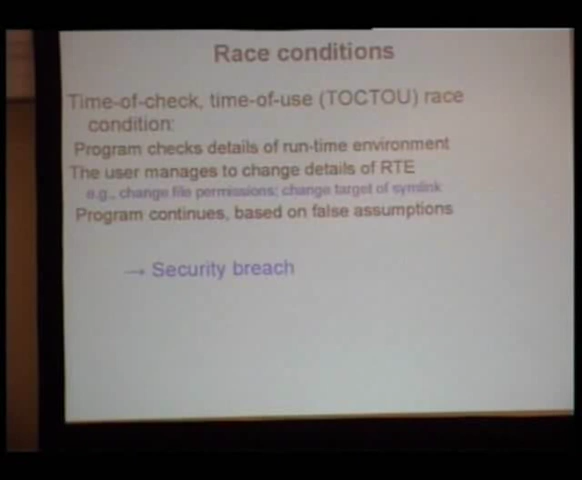 Race conditions
Time-of-check, time-of-use (TOCTOU) race
condition:
Program checks details of run-time environment
The user manages to change details of RTE
e.g., change file permissions; change target of symlink
Program continues, based on false assumptions
→ Security breach